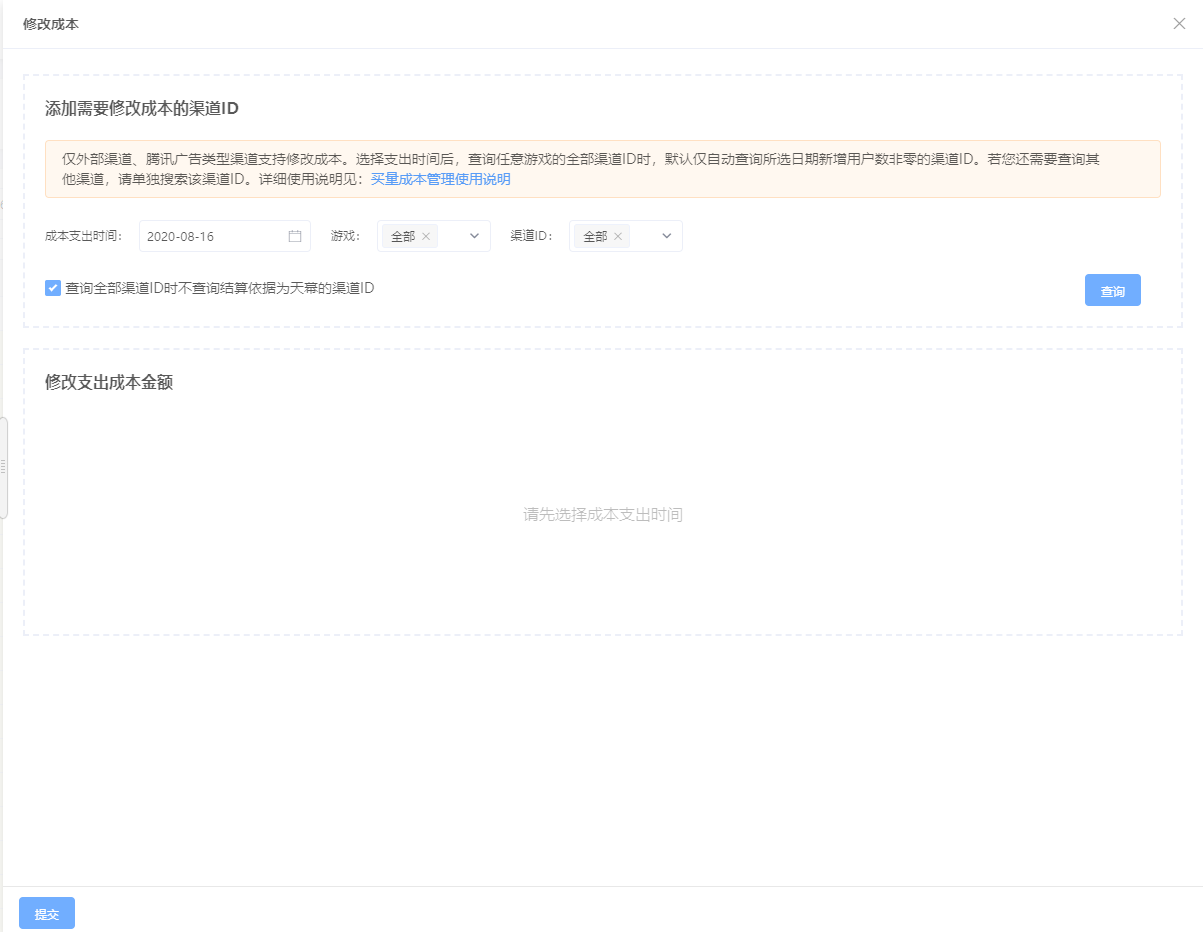 修改成本
添加需要修改成本的渠道ID
仅外部渠道、腾讯广告类型渠道支持修改成本。选择支出时间后，查询任意游戏的全部渠道ID时，默认仅自动查询所选日期新增用户数非零的渠道ID。若您还需要查询其
他渠道，请单独搜索该渠道ID。详细使用说明见：买量成本管理使用说明
成本支出时间： 2020-08-16 游戏： 全部 渠道ID： 全部
查询全部渠道ID时不查询结算依据为天幕的渠道ID 查询
修改支出成本金额
请先选择成本支出时间
提交